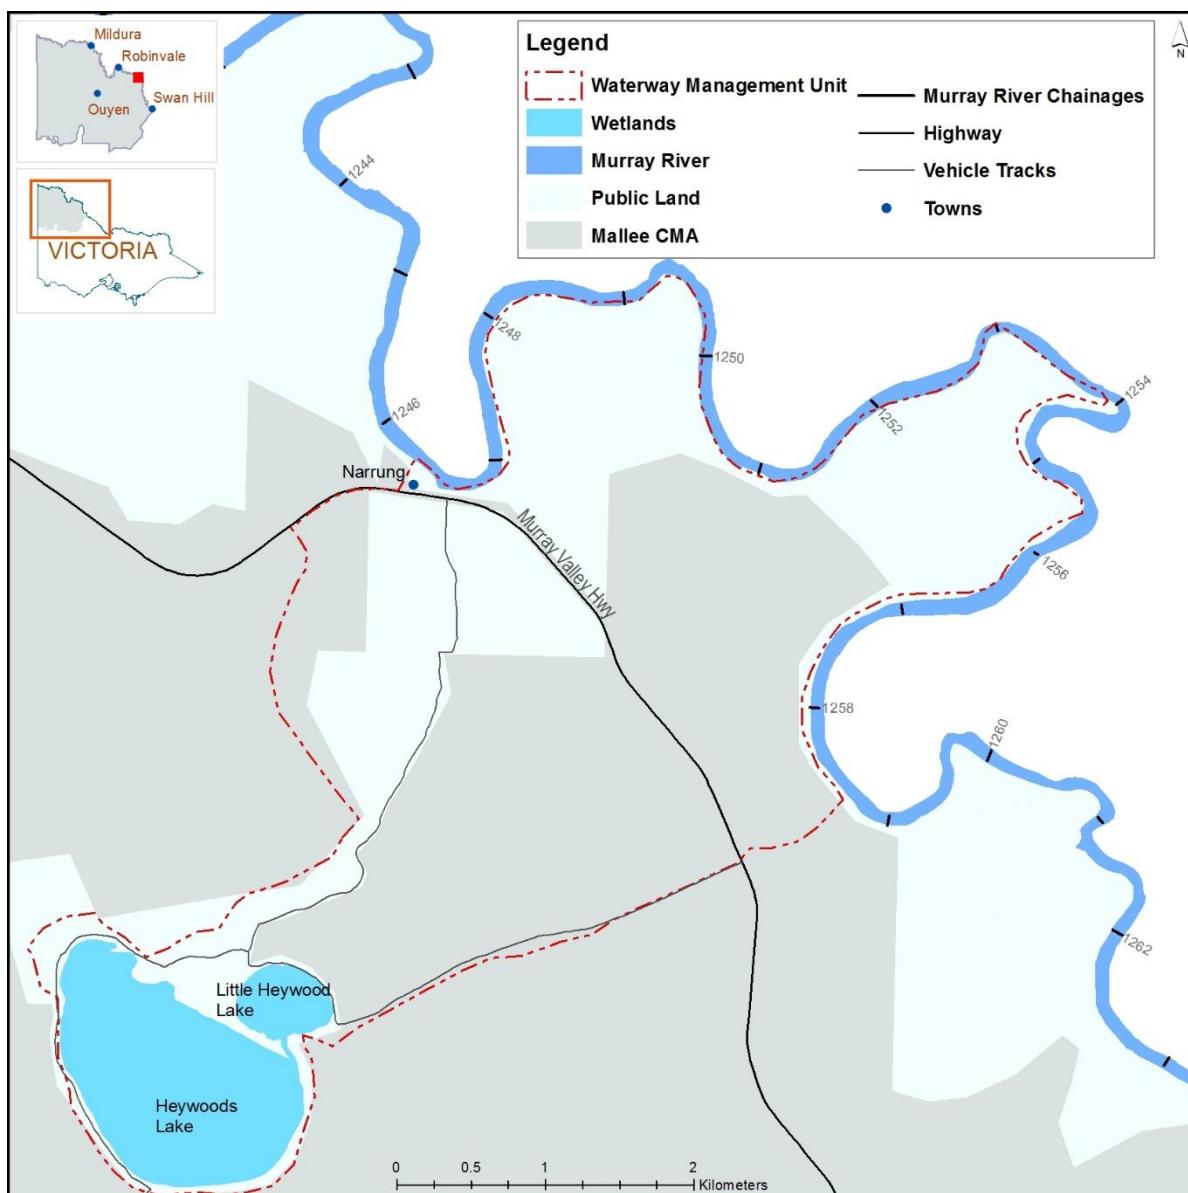 Mildura
Robinvale
Ouyen
Swan Hill
VICTORIA
Legend
Waterway Management Unit
Wetlands
Murray River
Public Land
Mallee CMA
Murray River Chainages
Highway
Vehicle Tracks
Towns
N
1244
1246
1248
1250
1252
1254
1256
1258
1260
1262
Narrung
Murray Valley Hwy
Little Heywood
Lake
Heywoods
Lake
0 0.5 1 2
Kilometers